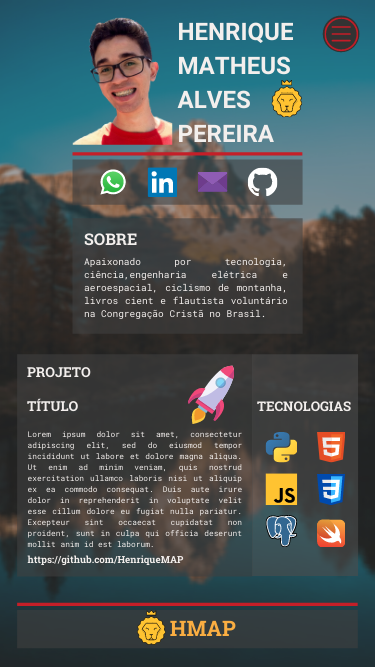 HENRIQUE
MATHEUS
ALVES
PEREIRA
in
SOBRE
Apaixonado por tecnologia,
ciência,engenharia elétrica e
aeroespacial, ciclismo de montanha,
livros cient e flautista voluntário
na Congregação Cristã no Brasil.
PROJETO
TÍTULO
Lorem ipsum dolor sit amet, consectetur
adipiscing elit, sed do eiusmod tempor
incididunt ut labore et dolore magna aliqua.
Ut enim ad minim veniam, quis nostrud
exercitation ullamco laboris nisi ut aliquip
ex ea commodo consequat. Duis aute irure
dolor in reprehenderit in voluptate velit
esse cillum dolore eu fugiat nulla pariatur.
Excepteur sint occaecat cupidatat non
proident, sunt in culpa qui officia deserunt
mollit anim id est laborum.
https://github.com/HenriqueMAP
TECNOLOGIAS
5
JS
3
HMAP